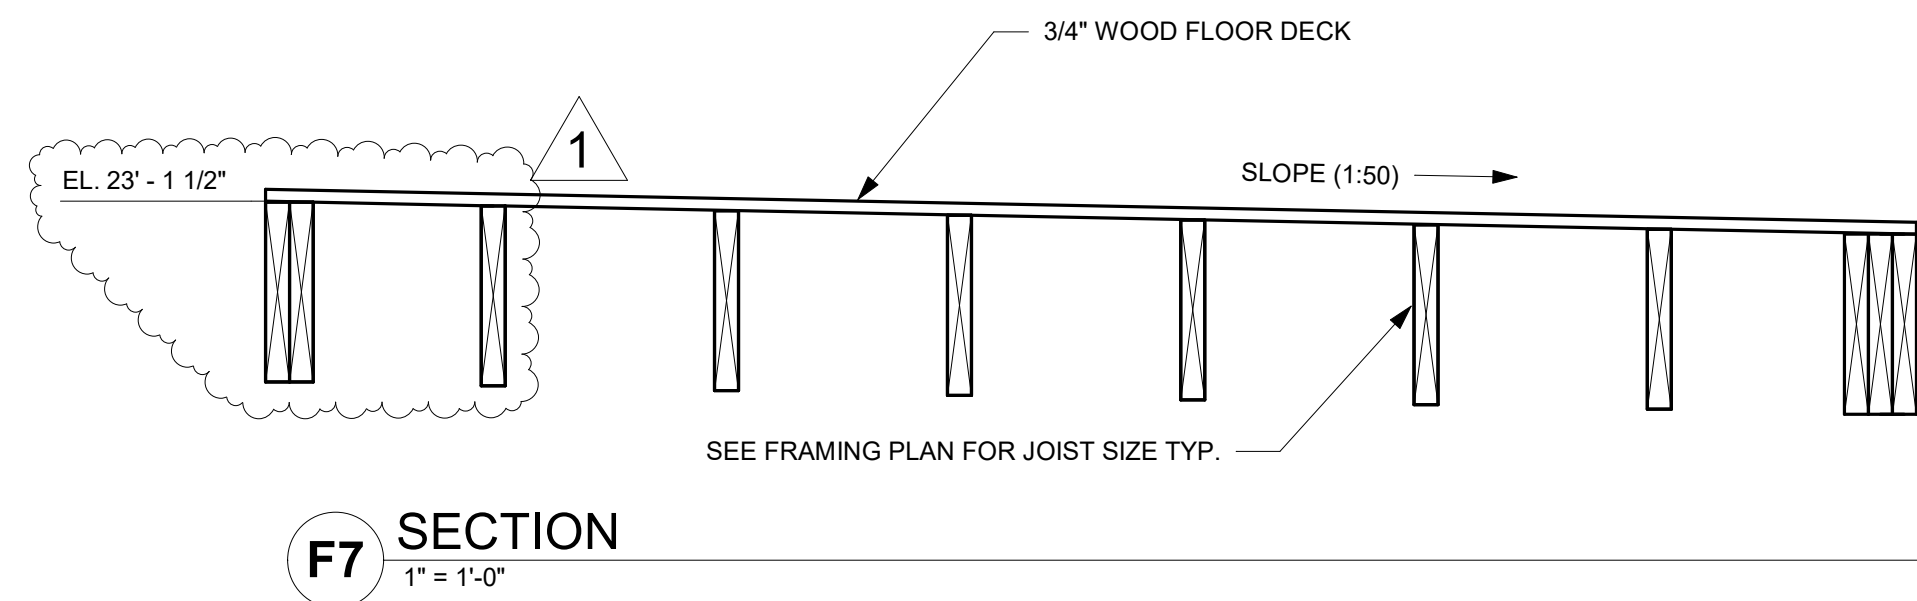 3/4" WOOD FLOOR DECK
1
EL. 23' - 1 1/2"
SLOPE (1:50)
SEE FRAMING PLAN FOR JOIST SIZE TYP.
F7
SECTION
1" = 1'-0"